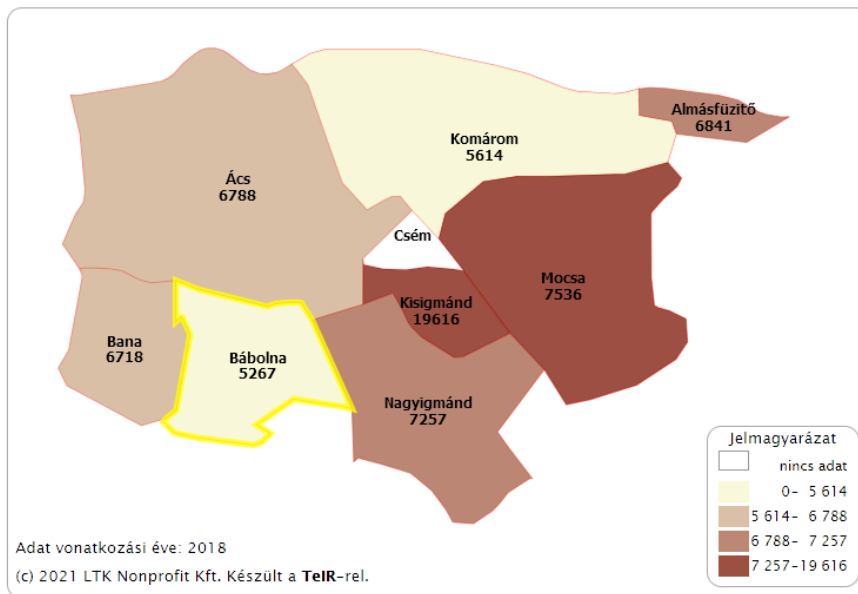 Almásfüzitő
6841
Komárom
5614
Ács
6788
Csém
Mocsa
7536
Kisigmánd
19616
Bana
6718
Bábolna
5267
Nagyigmánd
7257
Jelmagyarázat
nincs adat
0– 5 614
5 614– 6 788
6 788– 7 257
7 257–19 616
Adat vonatkozási éve: 2018
(c) 2021 LTK Nonprofit Kft. Készült a TeIR-rel.